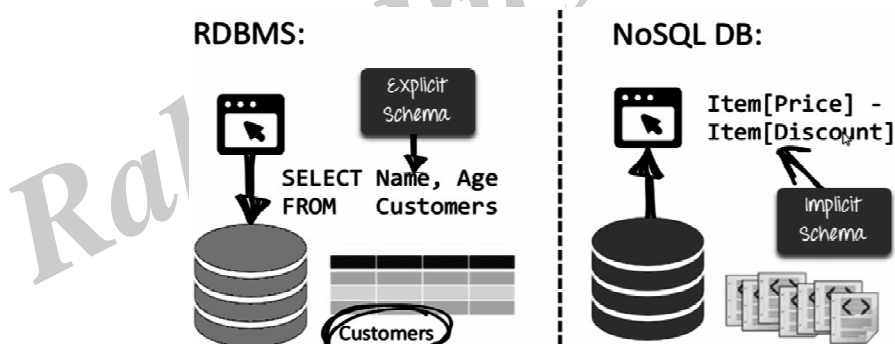 RDBMS:
Explicit
Schema
SELECT Name, Age
FROM Customers
Customers
NoSQL DB:
Item[Price] -
Item[Discount]
Implicit
Schema